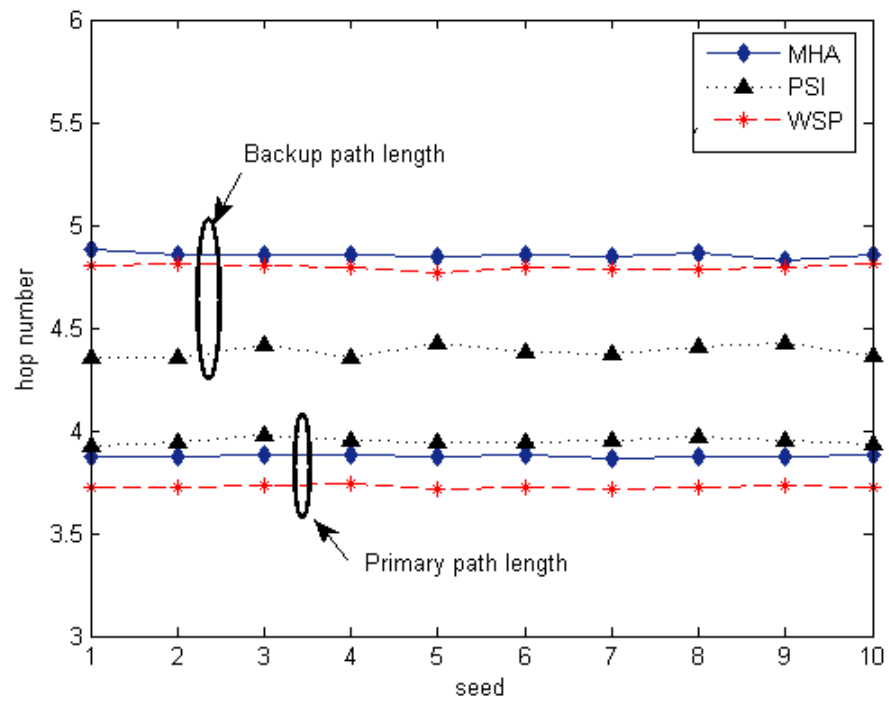 6
5.5
5
4.5
4
3.5
3
hop number
MHA
PSI
WSP
Backup path length
Primary path length
1 2 3 4 5 6 7 8 9 10
seed